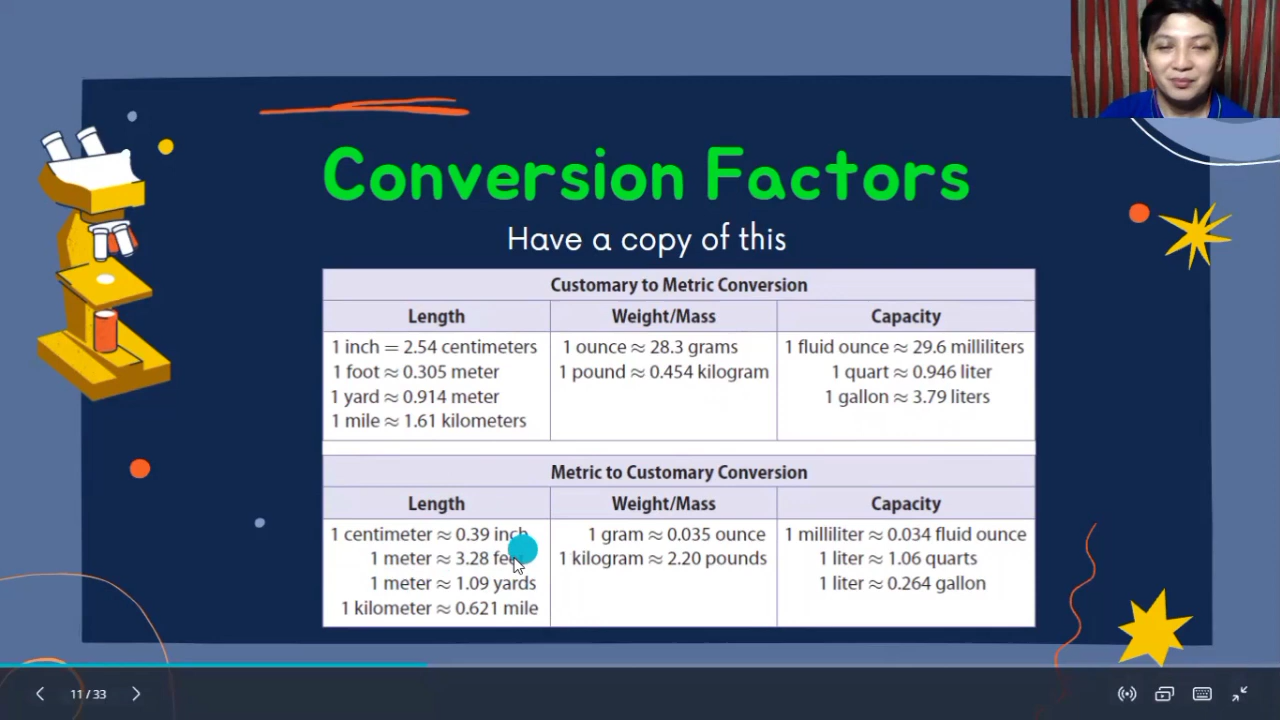 Conversion Factors
Have a copy of this
Customary to Metric Conversion
Length
Weight/Mass
Capacity
1 inch = 2.54 centimeters
1 foot ≈ 0.305 meter
1 yard ≈ 0.914 meter
1 mile ≈ 1.61 kilometers
1 ounce ≈ 28.3 grams
1 pound ≈ 0.454 kilogram
1 fluid ounce ≈ 29.6 milliliters
1 quart ≈ 0.946 liter
1 gallon ≈ 3.79 liters
Metric to Customary Conversion
Length
Weight/Mass
Capacity
1 centimeter ≈ 0.39 inch
1 meter ≈ 3.28 feet
1 meter ≈ 1.09 yards
1 kilometer ≈ 0.621 mile
1 gram ≈ 0.035 ounce
1 kilogram ≈ 2.20 pounds
1 milliliter ≈ 0.034 fluid ounce
1 liter ≈ 1.06 quarts
1 liter ≈ 0.264 gallon
11 / 33